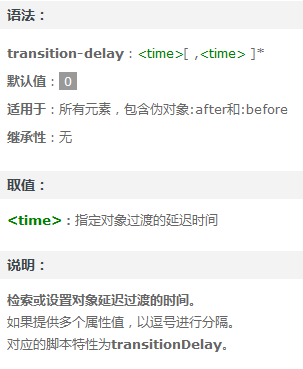 语法：
transition-delay：<time>[ ,<time> ]*
默认值：0
适用于：所有元素，包含伪对象:after和:before
继承性：无
取值：
<time>：指定对象过渡的延迟时间
说明：
检索或设置对象延迟过渡的时间。
如果提供多个属性值，以逗号进行分隔。
对应的脚本特性为transitionDelay。